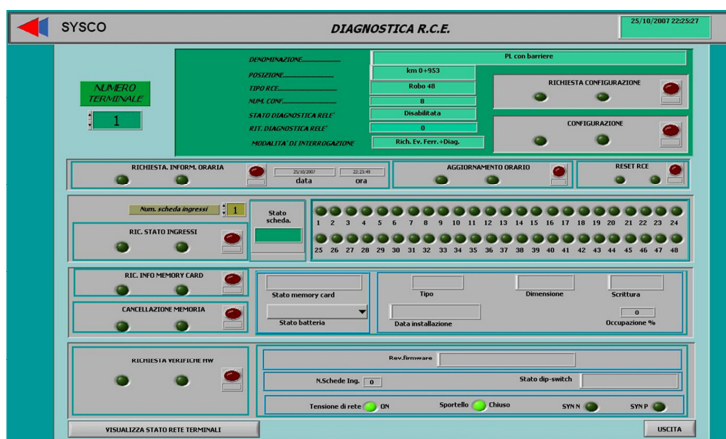 SYSCO
DIAGNOSTICA R.C.E.
25/10/2007 22:25:27
NUMERO
TERMINALE
1
DENOMINAZIONE
PL con barriere
POSIZIONE
km 0+953
TIPO RCE
Robo 48
NUM. CONF.
0
STATO DIAGNOSTICA RELE'
Disabilitata
RIT. DIAGNOSTICA RELE'
0
MODALITA' DI INTERROGAZIONE
Rich. Ev. Ferr.+Diag.
RICHIESTA CONFIGURAZIONE
CONFIGURAZIONE
RICHIESTA. INFORM. ORARIA
25/10/2007
data
ora
AGGIORNAMENTO ORARIO
RESET RCE
Num. scheda ingressi
1
RIC. STATO INGRESSI
Stato
scheda.
1 2 3 4 5 6 7 8 9 10 11 12 13 14 15 16 17 18 19 20 21 22 23 24
25 26 27 28 29 30 31 32 33 34 35 36 37 38 39 40 41 42 43 44 45 46 47 48
RIC. INFO MEMORY CARD
CANCELLAZIONE MEMORIA
Stato memory card
Stato batteria
Tipo
Dimensione
Scrittura
Data installazione
0
Occupazione %
RICHIESTA VERIFICHE HW
Rev.firmware
N.Schede Ing.
0
Stato dip-switch
Tensione di rete
ON
Sportello
Chiuso
SYN N
SYN P
VISUALIZZA STATO RETE TERMINALI
USCITA